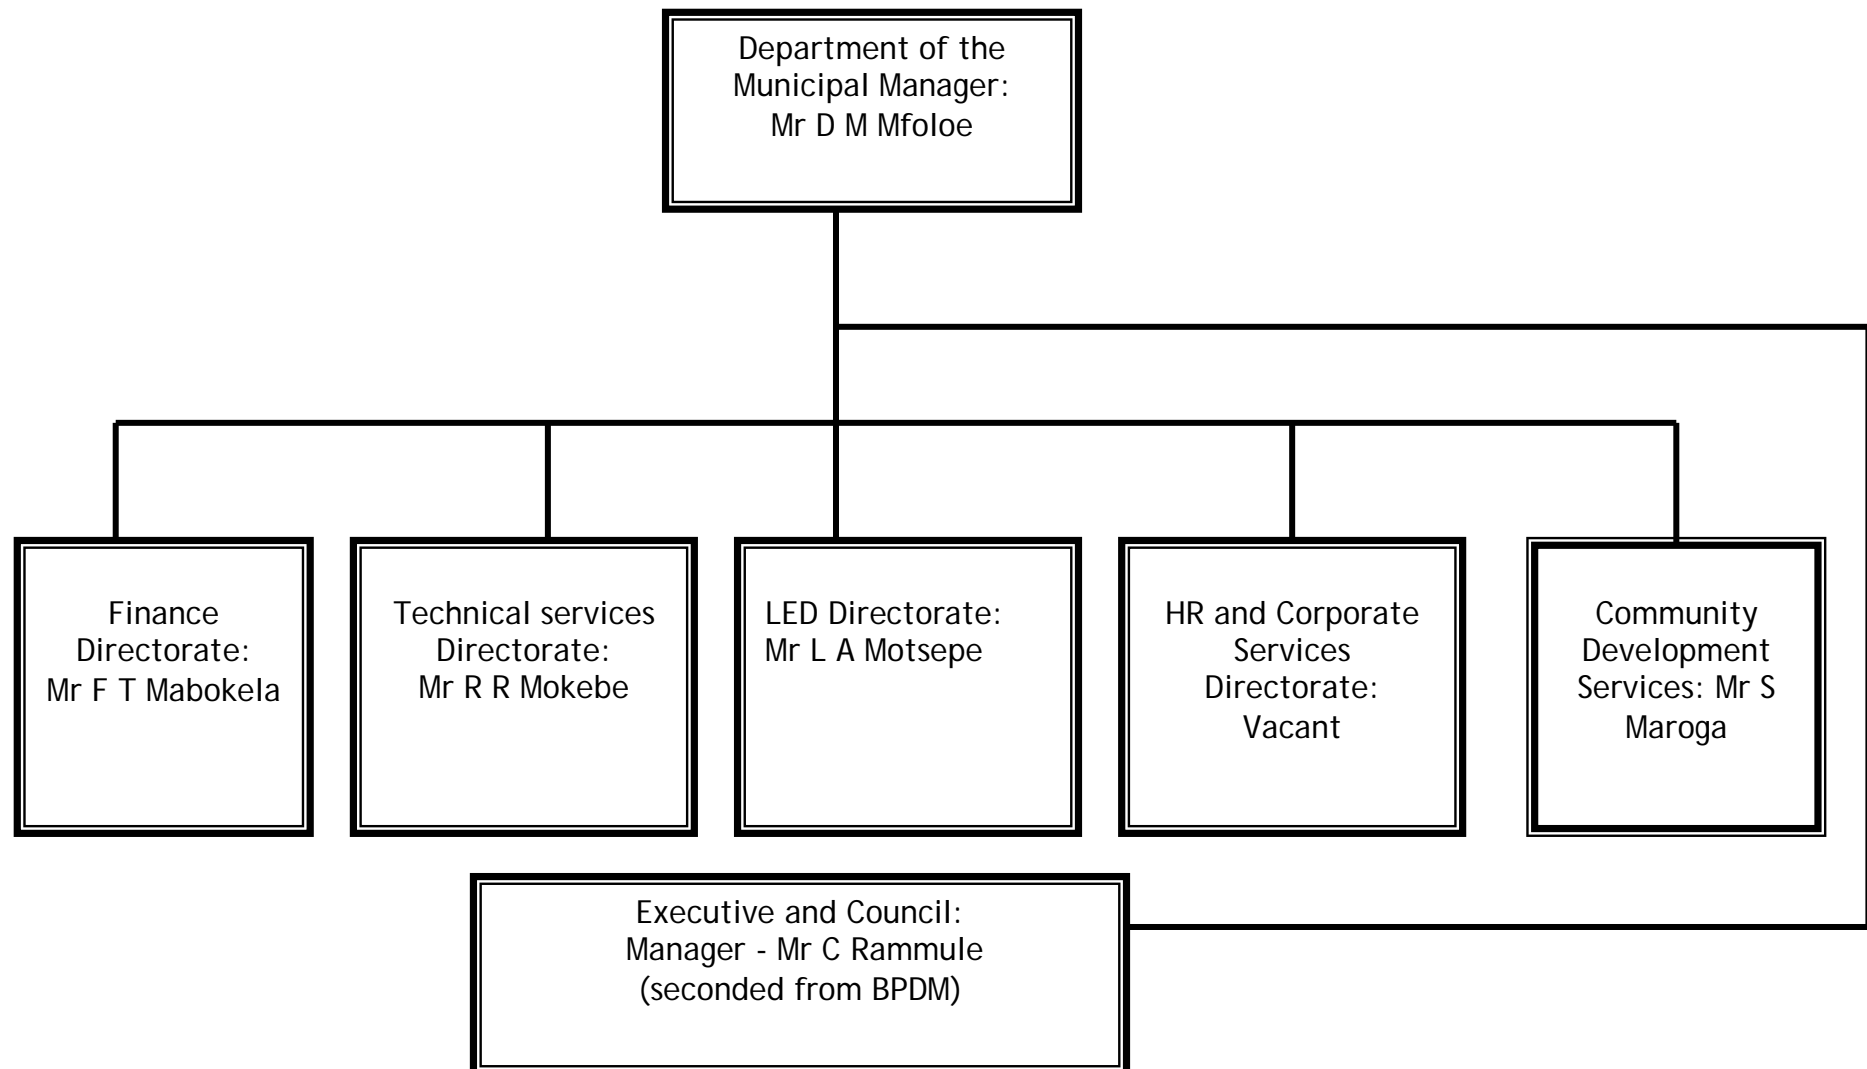 Department of the
Municipal Manager:
Mr D M Mfoloe
Finance
Directorate:
Mr F T Mabokela
Technical services
Directorate:
Mr R R Mokebe
LED Directorate:
Mr L A Motsepe
HR and Corporate
Services
Directorate:
Vacant
Community
Development
Services: Mr S
Maroga
Executive and Council:
Manager - Mr C Rammule
(seconded from BPDM)